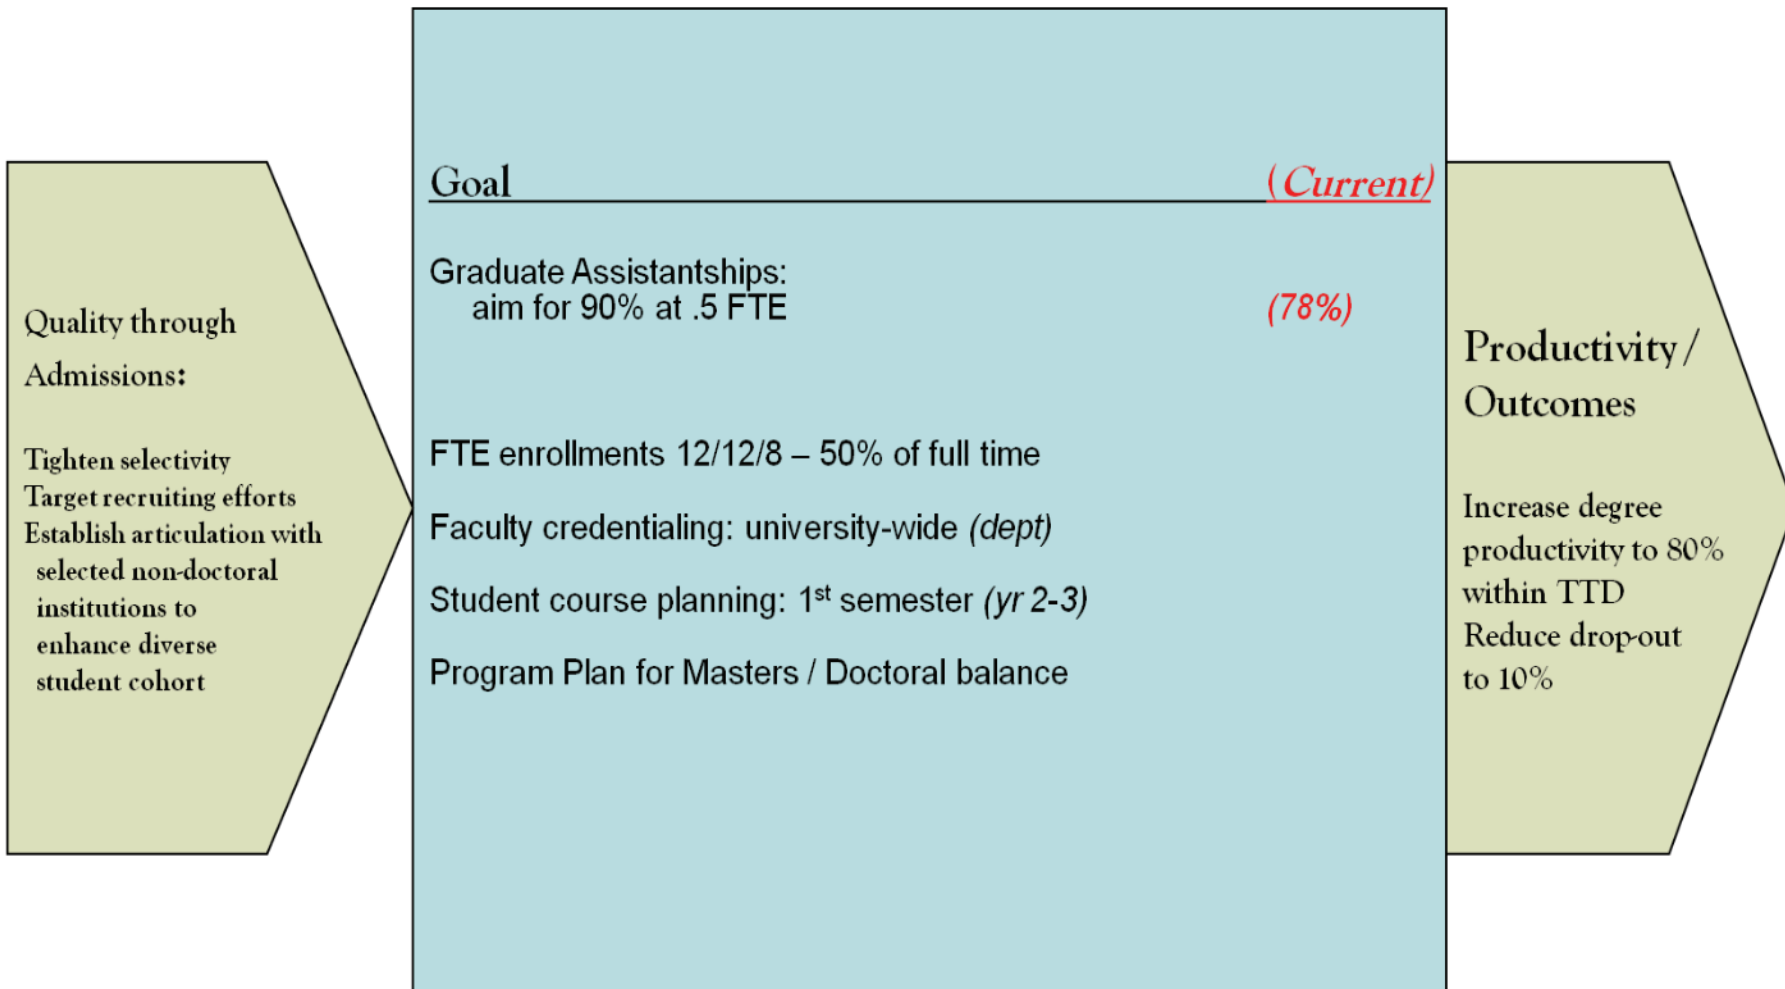 Quality through
Admissions:
Tighten selectivity
Target recruiting efforts
Establish articulation with
selected non-doctoral
institutions to
enhance diverse
student cohort
Goal (Current)
Graduate Assistantships:
aim for 90% at .5 FTE (78%)
FTE enrollments 12/12/8 – 50% of full time
Faculty credentialing: university-wide (dept)
Student course planning: 1st semester (yr 2-3)
Program Plan for Masters / Doctoral balance
Productivity/
Outcomes
Increase degree
productivity to 80%
within TTD
Reduce drop-out
to 10%